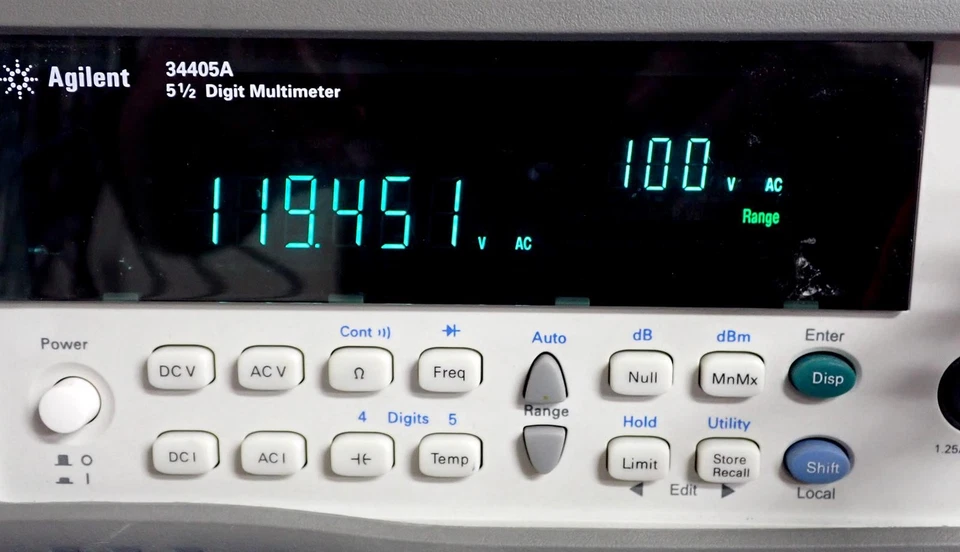 Agilent
34405A
5½ Digit Multimeter
119.451 V AC
100 V AC
Range
Power
Cont
Auto
dB
dBm
Enter
DC V
AC V
Ω
Freq
Null
MnMx
Disp
4 Digits 5
Range
Hold
Utility
DC I
AC I
Temp
Limit
Store
Recall
Shift
Edit
Local
1.25